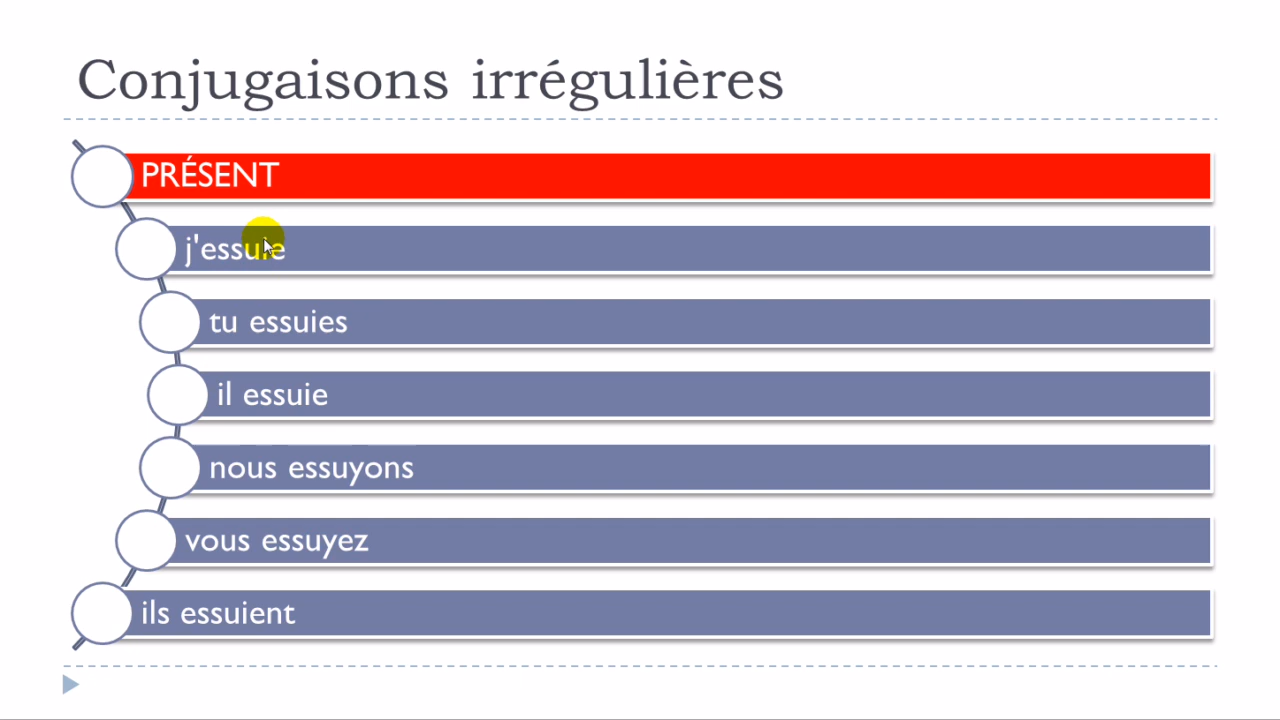 Conjugaisons irrégulières
PRÉSENT
j'essuie
tu essuies
il essuie
nous essuyons
vous essuyez
ils essuient